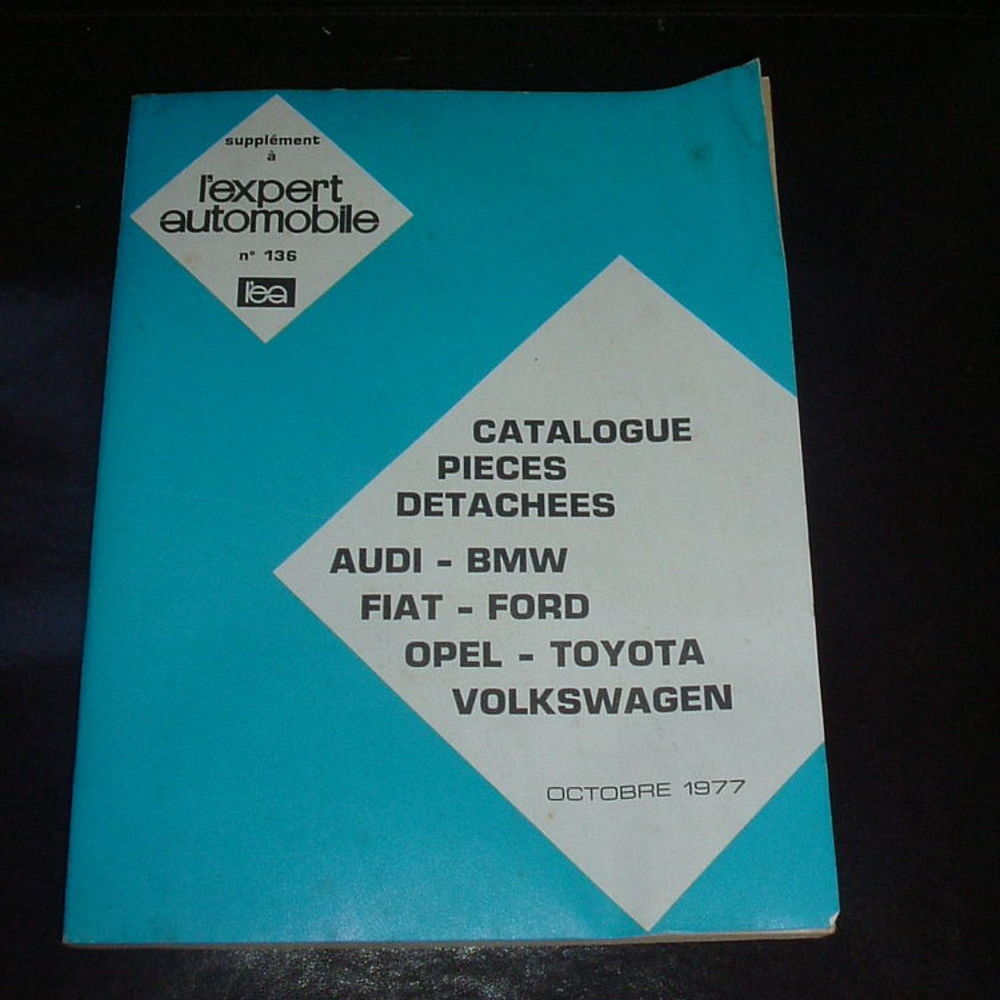 supplément
à
l'expert
automobile
n° 136
l'ea
CATALOGUE
PIECES
DETACHEES
AUDI - BMW
FIAT - FORD
OPEL - TOYOTA
VOLKSWAGEN
OCTOBRE 1977